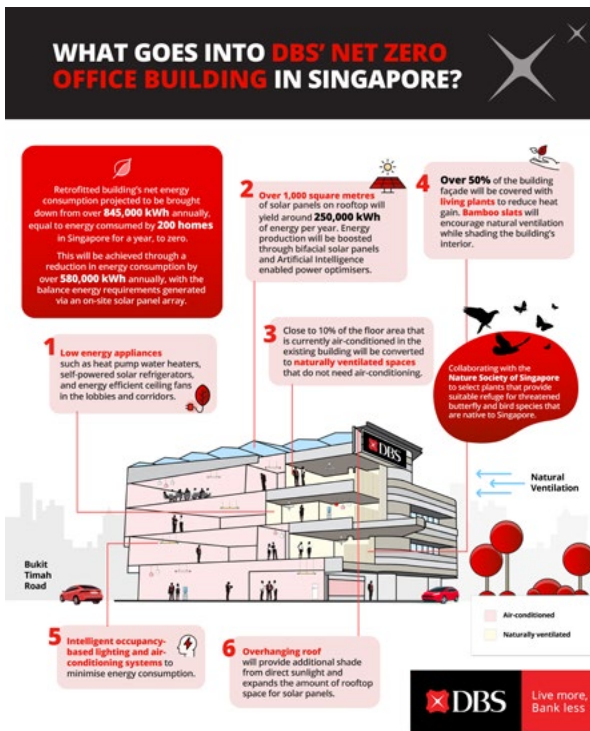 WHAT GOES INTO DBS' NET ZERO
OFFICE BUILDING IN SINGAPORE?
Retrofitted building's net energy
consumption projected to be brought
down from over 845,000 kWh annually,
equal to energy comsumed by 200 homes
in Singapore for a year, to zero.
This will be achieved through a
reduction in energy consumption by
over 580,000 kWh annually, with the
balance energy requirements generated
via an on-site solar panel array.
1
Low energy appliances
such as heat pump water heaters,
self-powered solar refrigerators,
and energy efficient ceiling fans
in the lobbies and corridors.
2
Over 1,000 square metres
of solar panels on rooftop will
yield around 250,000 kWh
of energy per year. Energy
production will be boosted
through bifacial solar panels
and Artificial Intelligence
enabled power optimisers.
3
Close to 10% of the floor area that
is currently air-conditioned in the
existing building will be converted
to naturally ventilated spaces
that do not need air-conditioning.
4
Over 50% of the building
façade will be covered with
living plants to reduce heat
gain. Bamboo slats will
encourage natural ventilation
while shading the building's
interior.
Collaborating with the
Nature Society of Singapore
to select plants that provide
suitable refuge for threatened
butterfly and bird species that
are native to Singapore.
DBS
Natural
Ventilation
Bukit
Timah
Road
Air-conditioned
Naturally ventilated
5
Intelligent occupancy-
based lighting and air-
conditioning systems to
minimise energy consumption.
6
Overhanging roof
will provide additional shade
from direct sunlight and
expands the amount of rooftop
space for solar panels.
DBS
Live more,
Bank less